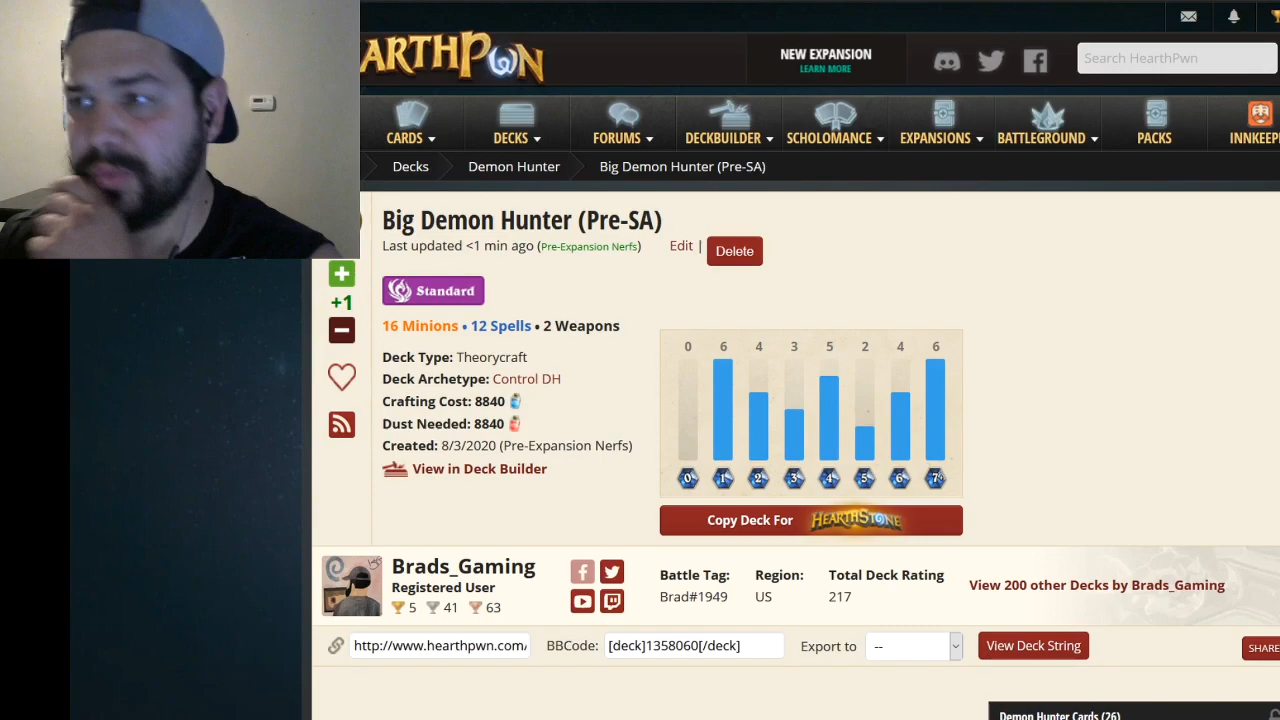 EARTHPWN
NEW EXPANSION
LEARN MORE
Search HearthPwn
CARDS
DECKS
FORUMS
DECKBUILDER
SCHOLOMANCE
EXPANSIONS
BATTLEGROUND
PACKS
INNKEEP
Decks
Demon Hunter
Big Demon Hunter (Pre-SA)
Big Demon Hunter (Pre-SA)
Last updated <1 min ago (Pre-Expansion Nerfs)
Edit |
Delete
+1
Standard
16 Minions • 12 Spells • 2 Weapons
Deck Type: Theorycraft
Deck Archetype: Control DH
Crafting Cost: 8840
Dust Needed: 8840
Created: 8/3/2020 (Pre-Expansion Nerfs)
View in Deck Builder
0 6 4 3 5 2 4 6
0 1 2 3 4 5 6 7+
Copy Deck For HEARTHSTONE
Brads_Gaming
Registered User
5 41 63
Battle Tag:
Brad#1949
Region:
US
Total Deck Rating
217
View 200 other Decks by Brads_Gaming
http://www.hearthpwn.com/
BBCode:
[deck]1358060[/deck]
Export to
--
View Deck String
SHARE
Demon Hunter Cards (26)